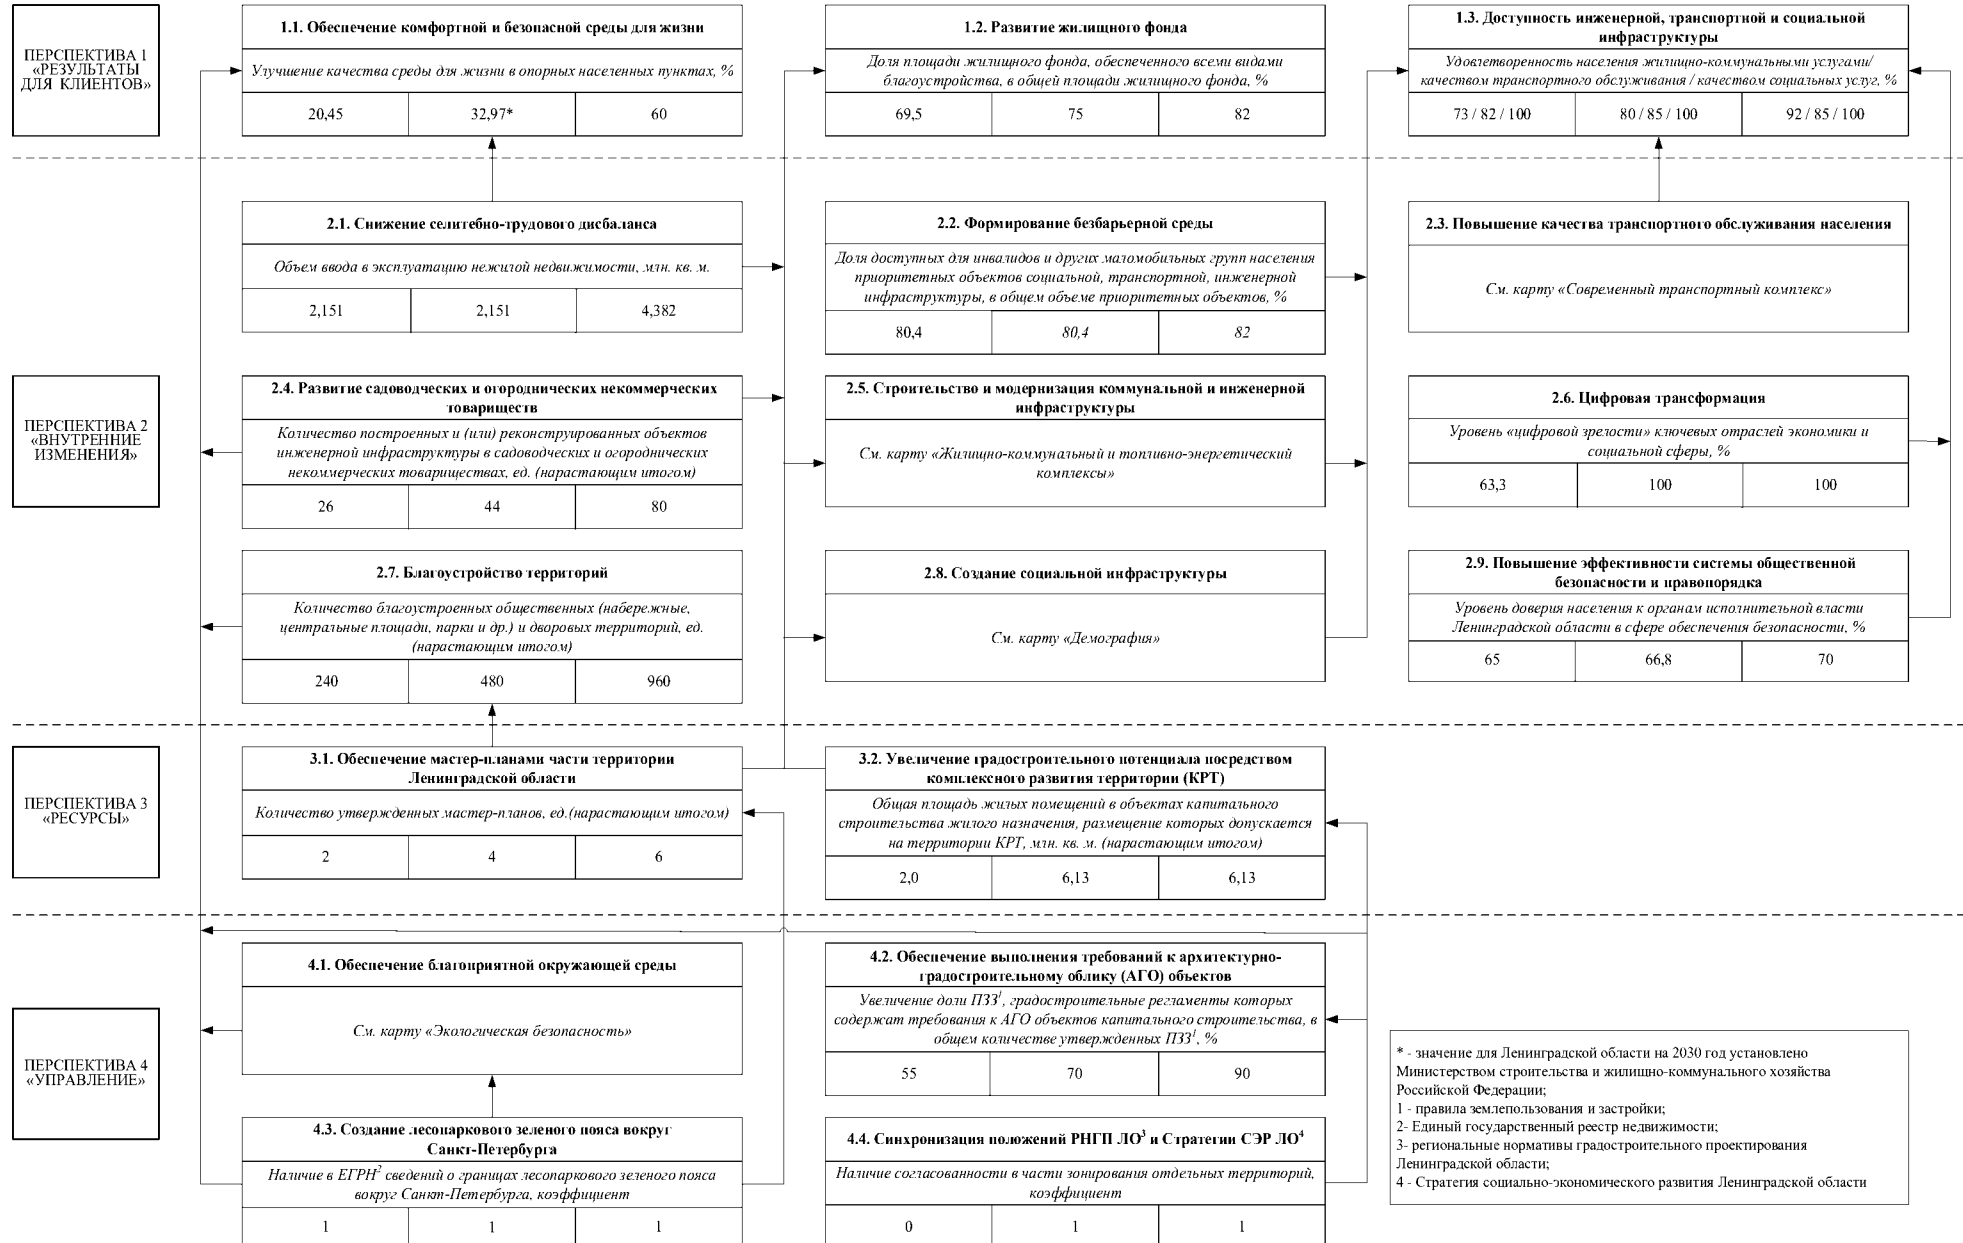 ПЕРСПЕКТИВА 1
«РЕЗУЛЬТАТЫ
ДЛЯ КЛИЕНТОВ»
1.1. Обеспечение комфортной и безопасной среды для жизни
Улучшение качества среды для жизни в опорных населенных пунктах, %
20,45
32,97*
60
1.2. Развитие жилищного фонда
Доля площади жилищного фонда, обеспеченного всеми видами
благоустройства, в общей площади жилищного фонда, %
69,5
75
82
1.3. Доступность инженерной, транспортной и социальной
инфраструктуры
Удовлетворенность населения жилищно-коммунальными услугами/
качеством транспортного обслуживания / качеством социальных услуг, %
73 / 82 / 100
80 / 85 / 100
92 / 85 / 100
ПЕРСПЕКТИВА 2
«ВНУТРЕННИЕ
ИЗМЕНЕНИЯ»
2.1. Снижение селитебно-трудового дисбаланса
Объем ввода в эксплуатацию нежилой недвижимости, млн. кв. м.
2,151
2,151
4,382
2.2. Формирование безбарьерной среды
Доля доступных для инвалидов и других маломобильных групп населения
приоритетных объектов социальной, транспортной, инженерной
инфраструктуры, в общем объеме приоритетных объектов, %
80,4
80,4
82
2.3. Повышение качества транспортного обслуживания населения
См. карту «Современный транспортный комплекс»
2.4. Развитие садоводческих и огороднических некоммерческих
товариществ
Количество построенных и (или) реконструированных объектов
инженерной инфраструктуры в садоводческих и огороднических
некоммерческих товариществах, ед. (нарастающим итогом)
26
44
80
2.5. Строительство и модернизация коммунальной и инженерной
инфраструктуры
См. карту «Жилищно-коммунальный и топливно-энергетический
комплексы»
2.6. Цифровая трансформация
Уровень «цифровой зрелости» ключевых отраслей экономики и
социальной сферы, %
63,3
100
100
2.7. Благоустройство территорий
Количество благоустроенных общественных (набережные,
центральные площади, парки и др.) и дворовых территорий, ед.
(нарастающим итогом)
240
480
960
2.8. Создание социальной инфраструктуры
См. карту «Демография»
2.9. Повышение эффективности системы общественной
безопасности и правопорядка
Уровень доверия населения к органам исполнительной власти
Ленинградской области в сфере обеспечения безопасности, %
65
66,8
70
ПЕРСПЕКТИВА 3
«РЕСУРСЫ»
3.1. Обеспечение мастер-планами части территории
Ленинградской области
Количество утвержденных мастер-планов, ед.(нарастающим итогом)
2
4
6
3.2. Увеличение градостроительного потенциала посредством
комплексного развития территории (КРТ)
Общая площадь жилых помещений в объектах капитального
строительства жилого назначения, размещение которых допускается
на территории КРТ, млн. кв. м. (нарастающим итогом)
2,0
6,13
6,13
ПЕРСПЕКТИВА 4
«УПРАВЛЕНИЕ»
4.1. Обеспечение благоприятной окружающей среды
См. карту «Экологическая безопасность»
4.2. Обеспечение выполнения требований к архитектурно-
градостроительному облику (АГО) объектов
Увеличение доли ПЗЗ¹, градостроительные регламенты которых
содержат требования к АГО объектов капитального строительства, в
общем количестве утвержденных ПЗЗ¹, %
55
70
90
4.3. Создание лесопаркового зеленого пояса вокруг
Санкт-Петербурга
Наличие в ЕГРН² сведений о границах лесопаркового зеленого пояса
вокруг Санкт-Петербурга, коэффициент
1
1
1
4.4. Синхронизация положений РНГП ЛО³ и Стратегии СЭР ЛО⁴
Наличие согласованности в части зонирования отдельных территорий,
коэффициент
0
1
1
* - значение для Ленинградской области на 2030 год установлено
Министерством строительства и жилищно-коммунального хозяйства
Российской Федерации;
1 - правила землепользования и застройки;
2- Единый государственный реестр недвижимости;
3- региональные нормативы градостроительного проектирования
Ленинградской области;
4 - Стратегия социально-экономического развития Ленинградской области